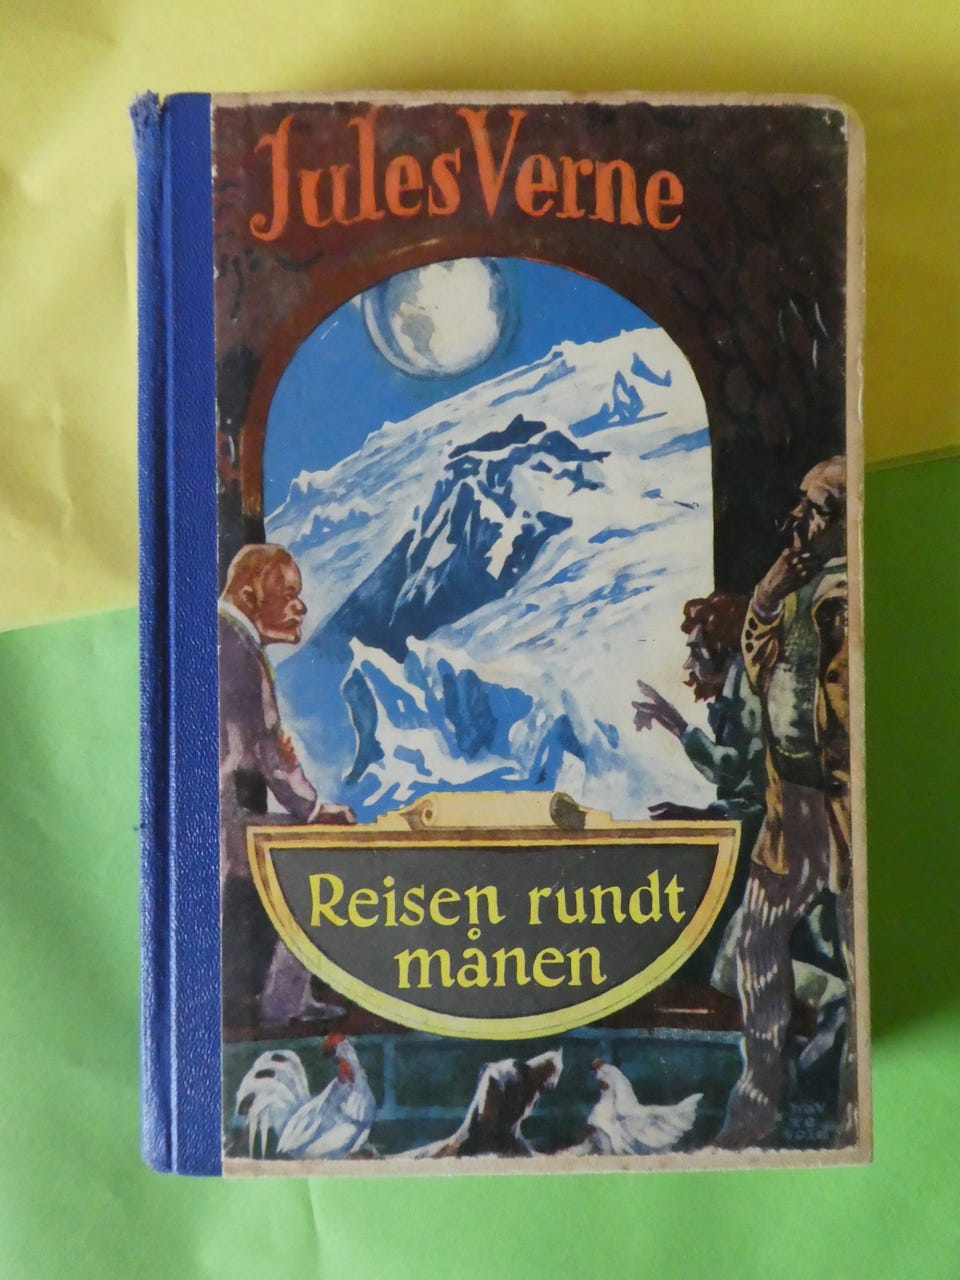 Jules Verne
Reisen rundt
månen